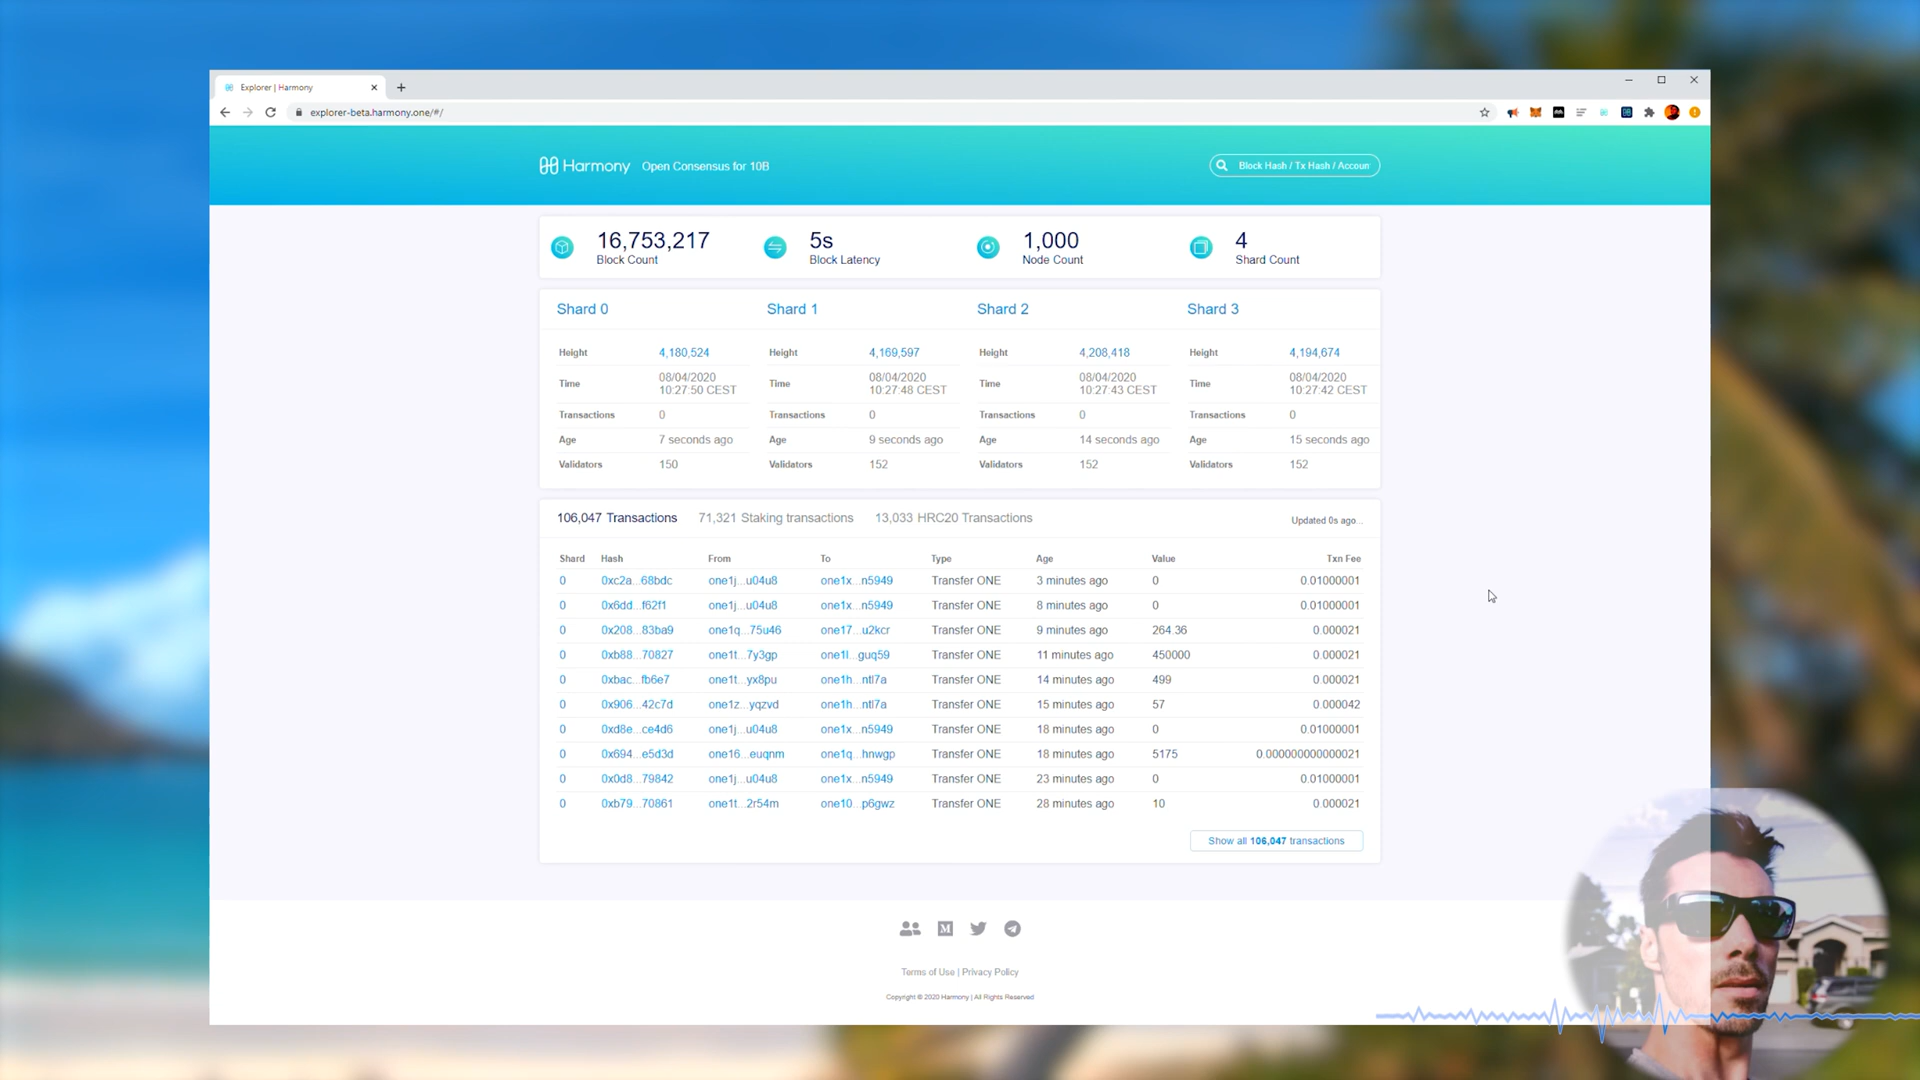 Explorer | Harmony
explorer-beta.harmony.one/#/
Harmony Open Consensus for 10B
Block Hash / Tx Hash / Accoun
16,753,217 5s 1,000 4
Block Count Block Latency Node Count Shard Count
Shard 0 Shard 1 Shard 2 Shard 3
Height 4,180,524 Height 4,169,597 Height 4,208,418 Height 4,194,674
Time 08/04/2020 10:27:50 CEST Time 08/04/2020 10:27:48 CEST Time 08/04/2020 10:27:43 CEST Time 08/04/2020 10:27:42 CEST
Transactions 0 Transactions 0 Transactions 0 Transactions 0
Age 7 seconds ago Age 9 seconds ago Age 14 seconds ago Age 15 seconds ago
Validators 150 Validators 152 Validators 152 Validators 152
106,047 Transactions 71,321 Staking transactions 13,033 HRC20 Transactions Updated 0s ago...
Shard Hash From To Type Age Value Txn Fee
0 0xc2a...68bdc one1j...u04u8 one1x...n5949 Transfer ONE 3 minutes ago 0 0.01000001
0 0x6dd...f62f1 one1j...u04u8 one1x...n5949 Transfer ONE 8 minutes ago 0 0.01000001
0 0x208...83ba9 one1q...75u46 one17...u2kcr Transfer ONE 9 minutes ago 264.36 0.000021
0 0xb88...70827 one1t...7y3gp one1l...guq59 Transfer ONE 11 minutes ago 450000 0.000021
0 0xbac...fb6e7 one1t...yx8pu one1h...ntl7a Transfer ONE 14 minutes ago 499 0.000021
0 0x906...42c7d one1z...yqzvd one1h...ntl7a Transfer ONE 15 minutes ago 57 0.000042
0 0xd8e...ce4d6 one1j...u04u8 one1x...n5949 Transfer ONE 18 minutes ago 0 0.01000001
0 0x694...e5d3d one16...euqnm one1q...hnwgp Transfer ONE 18 minutes ago 5175 0.000000000000021
0 0x0d8...79842 one1j...u04u8 one1x...n5949 Transfer ONE 23 minutes ago 0 0.01000001
0 0xb79...70861 one1t...2r54m one10...p6gwz Transfer ONE 28 minutes ago 10 0.000021
Show all 106,047 transactions
Terms of Use | Privacy Policy
Copyright © 2020 Harmony | All Rights Reserved